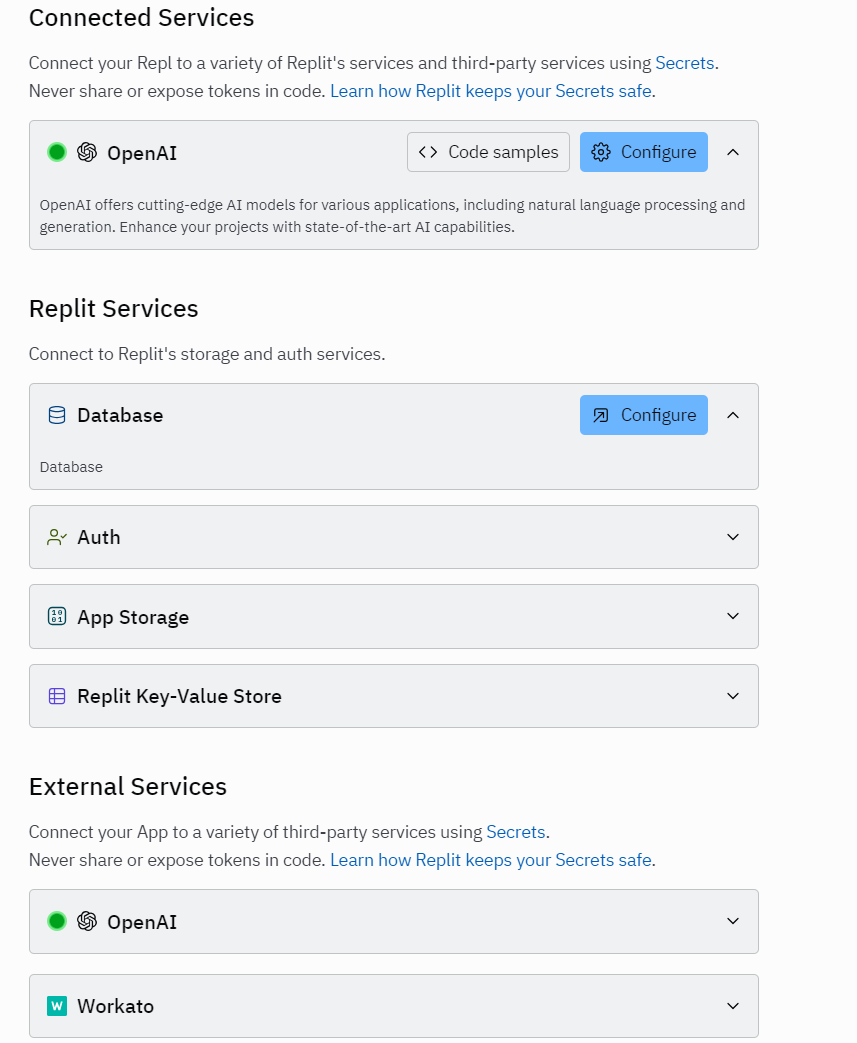 Connected Services
Connect your Repl to a variety of Replit's services and third-party services using Secrets.
Never share or expose tokens in code. Learn how Replit keeps your Secrets safe.
OpenAI
Code samples
Configure
OpenAI offers cutting-edge AI models for various applications, including natural language processing and
generation. Enhance your projects with state-of-the-art AI capabilities.
Replit Services
Connect to Replit's storage and auth services.
Database
Configure
Database
Auth
App Storage
Replit Key-Value Store
External Services
Connect your App to a variety of third-party services using Secrets.
Never share or expose tokens in code. Learn how Replit keeps your Secrets safe.
OpenAI
W Workato